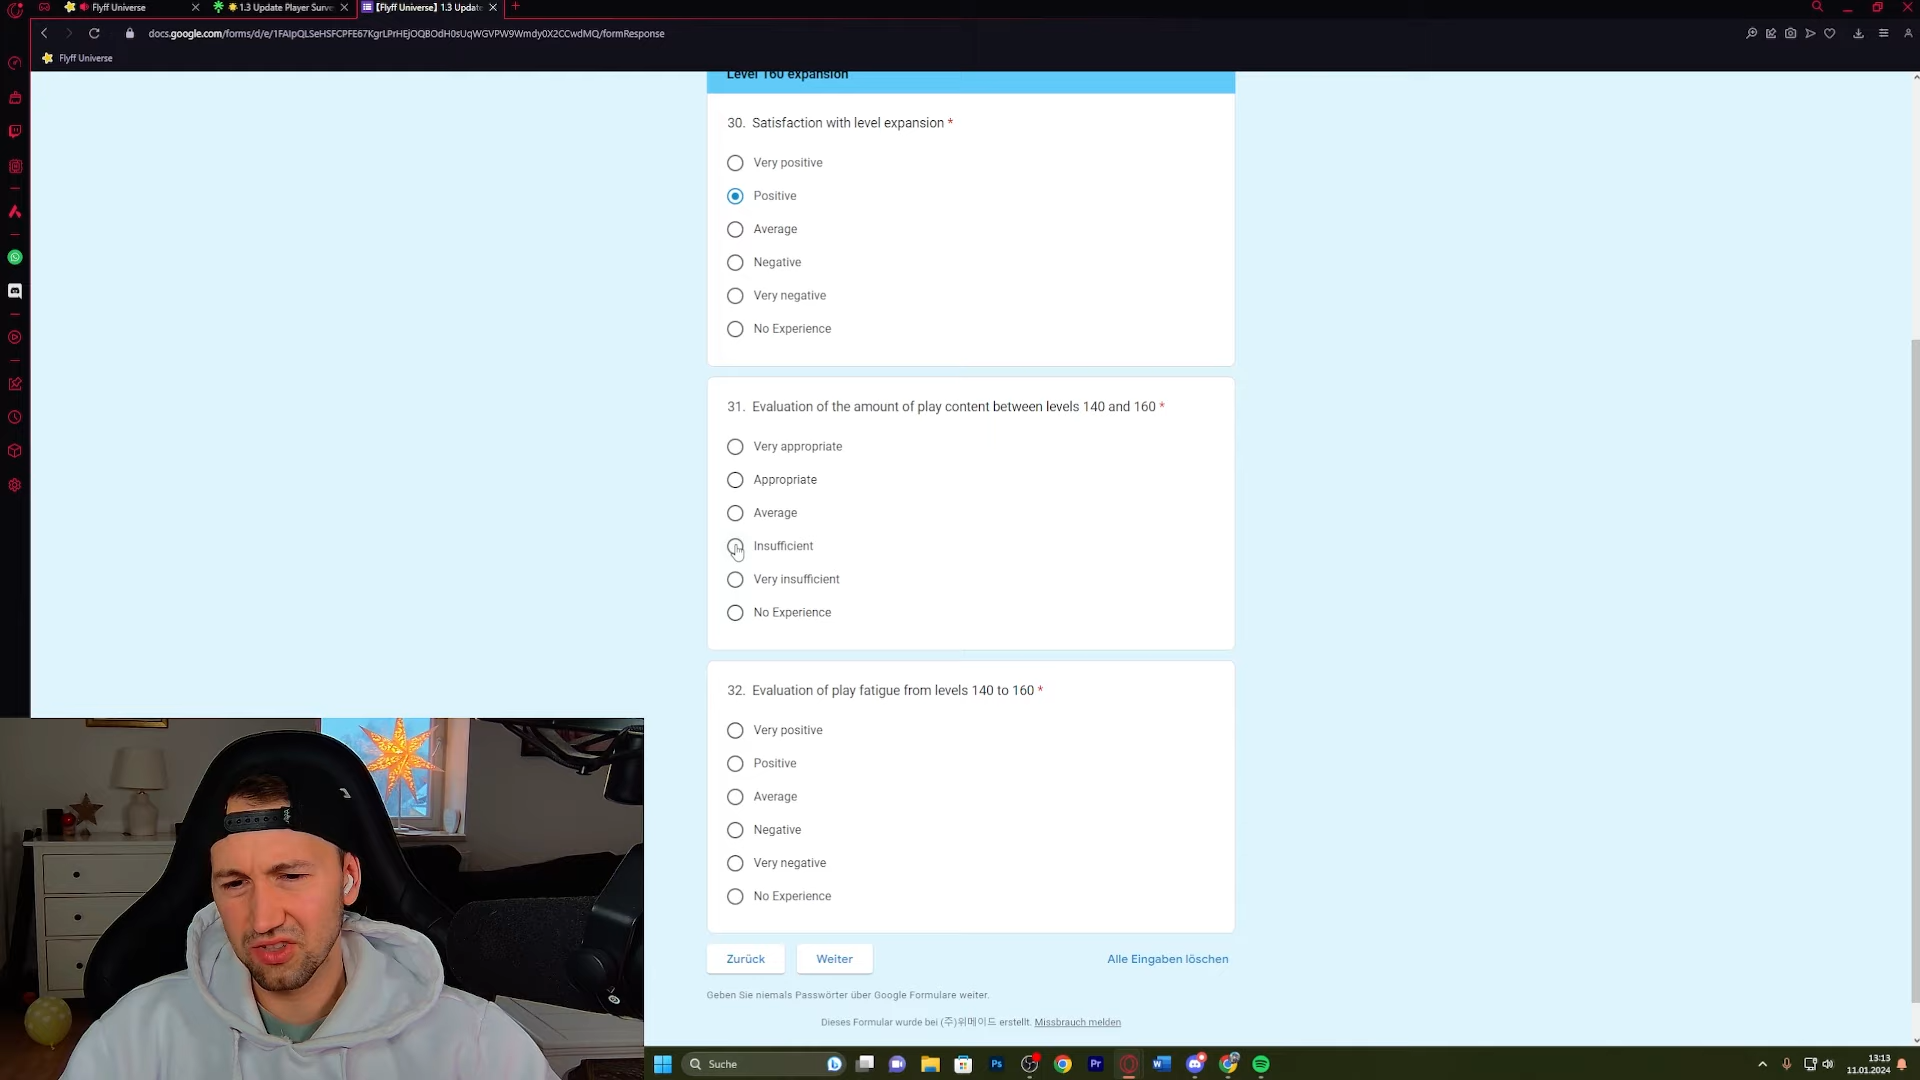 Flyff Universe
1.3 Update Player Surve
【Flyff Universe】1.3 Update
docs.google.com/forms/d/e/1FAIpQLSeHSFCPFE67KgrLPrHEjOQBOdH0sUqWGVPW9Wmdy0X2CCwdMQ/formResponse
Flyff Universe
Level 160 expansion
30. Satisfaction with level expansion *
Very positive
Positive
Average
Negative
Very negative
No Experience
31. Evaluation of the amount of play content between levels 140 and 160 *
Very appropriate
Appropriate
Average
Insufficient
Very insufficient
No Experience
32. Evaluation of play fatigue from levels 140 to 160 *
Very positive
Positive
Average
Negative
Very negative
No Experience
Zurück
Weiter
Alle Eingaben löschen
Geben Sie niemals Passwörter über Google Formulare weiter.
Dieses Formular wurde bei (주)위메이드 erstellt. Missbrauch melden
Suche
Ps
Pr
13:13
11.01.2024